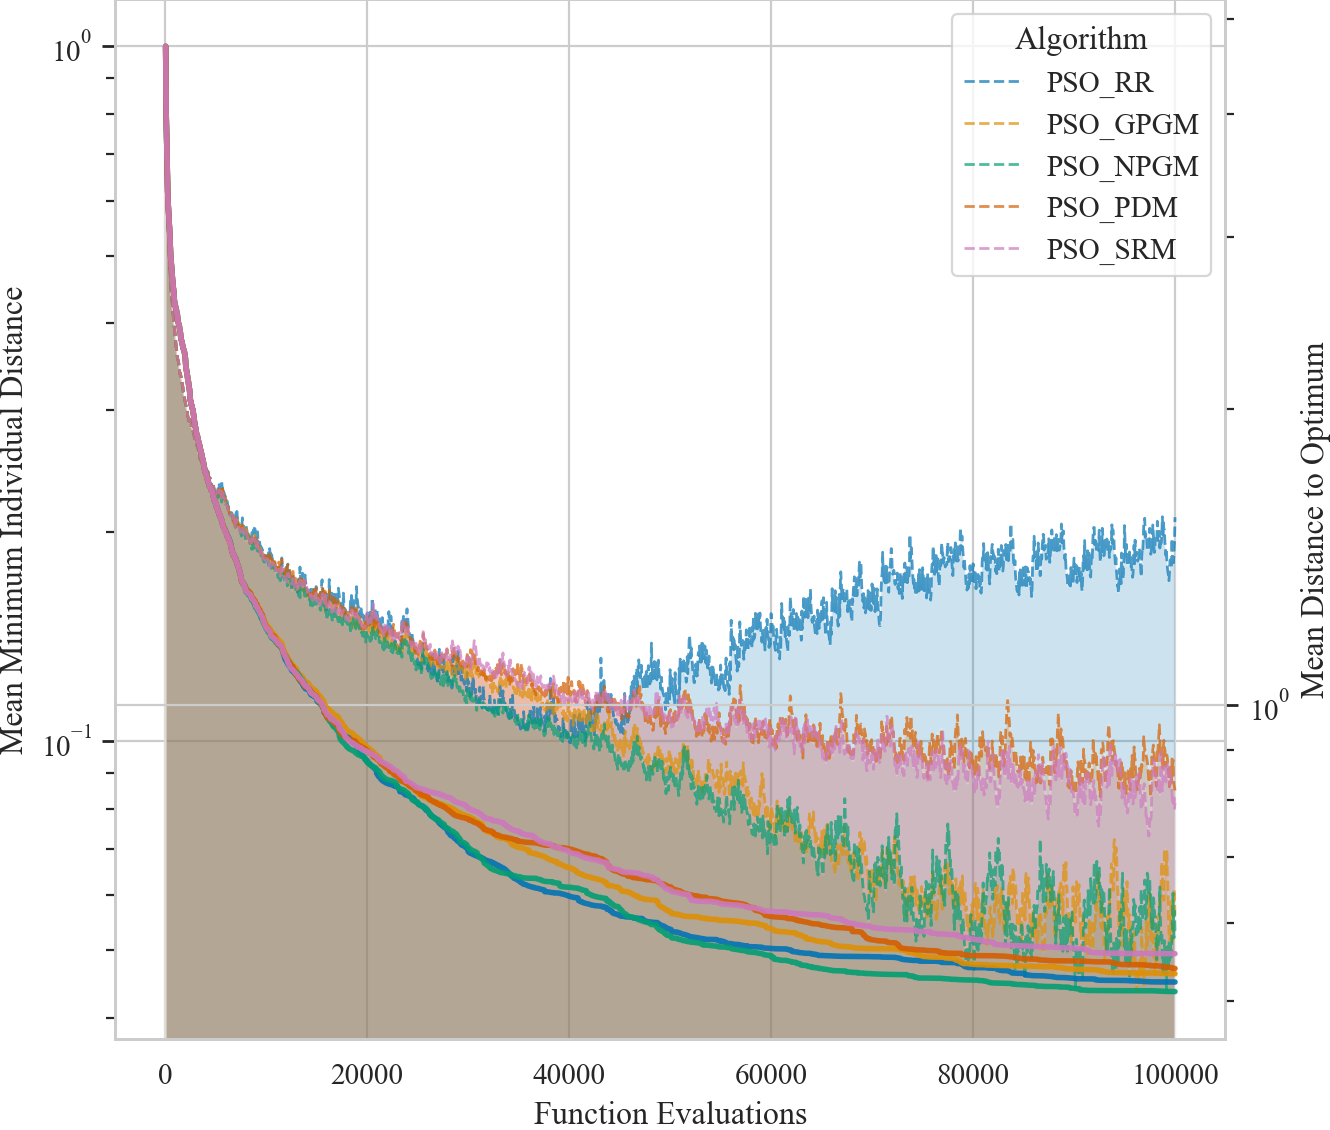 10^0
10^−1
Mean Minimum Individual Distance
Algorithm
PSO_RR
PSO_GPGM
PSO_NPGM
PSO_PDM
PSO_SRM
10^0
Mean Distance to Optimum
0 20000 40000 60000 80000 100000
Function Evaluations